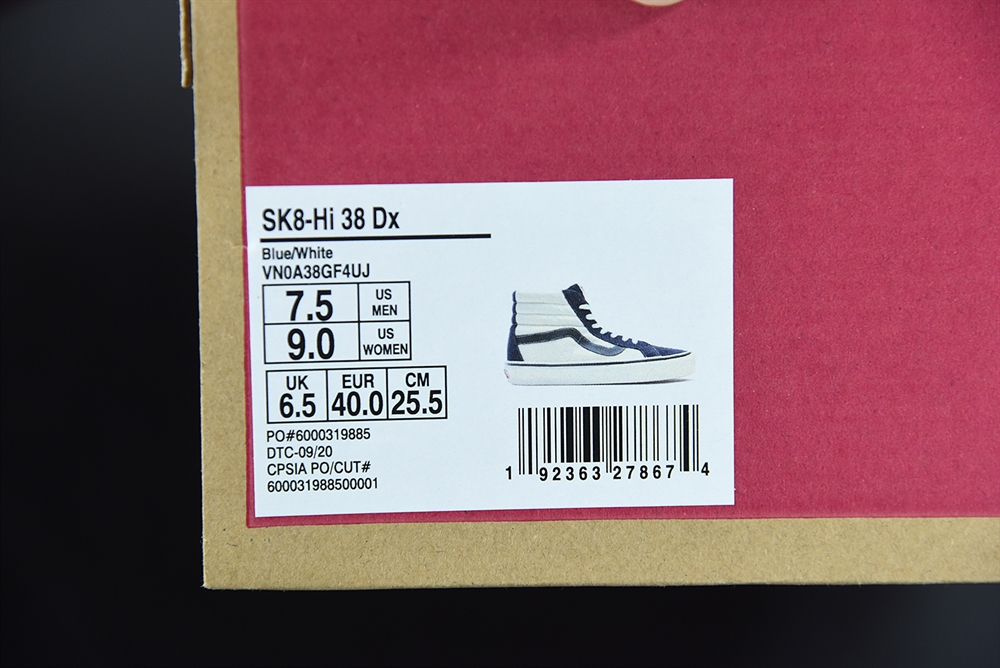 SK8-Hi 38 Dx
Blue/White
VN0A38GF4UJ
7.5 US MEN
9.0 US WOMEN
UK EUR CM
6.5 40.0 25.5
PO#6000319885
DTC-09/20
CPSIA PO/CUT#
600031988500001
1 92363 27867 4